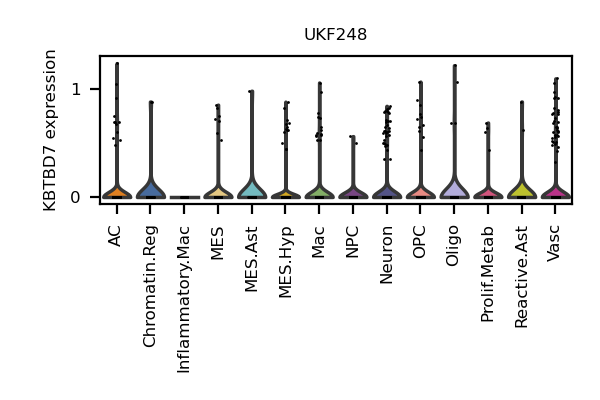 UKF248
KBTBD7 expression
1
0
AC
Chromatin.Reg
Inflammatory.Mac
MES
MES.Ast
MES.Hyp
Mac
NPC
Neuron
OPC
Oligo
Prolif.Metab
Reactive.Ast
Vasc